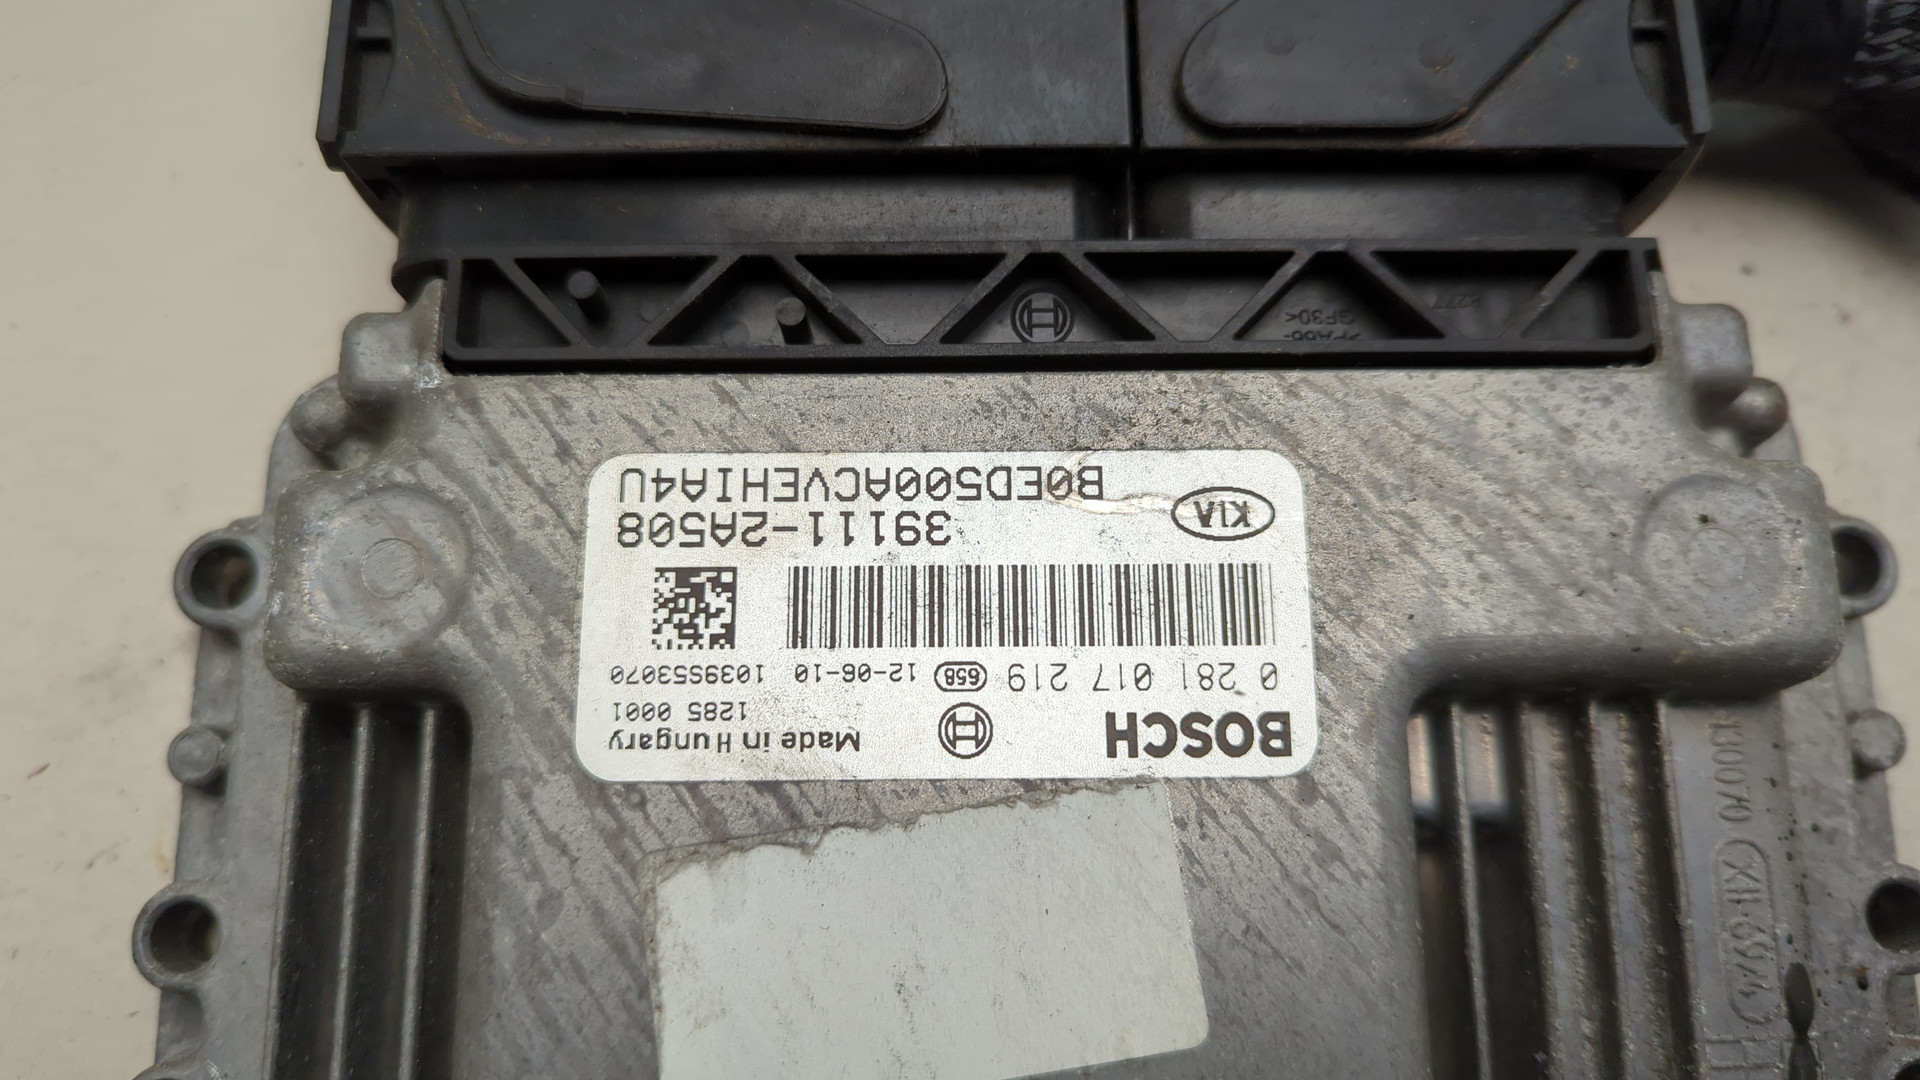 BOSCH Made in Hungary
1285 0001
0 281 017 219 658 12-06-10 1039S53070
39111-2A508
KIA B0ED500ACVEHIA4U
GF30<